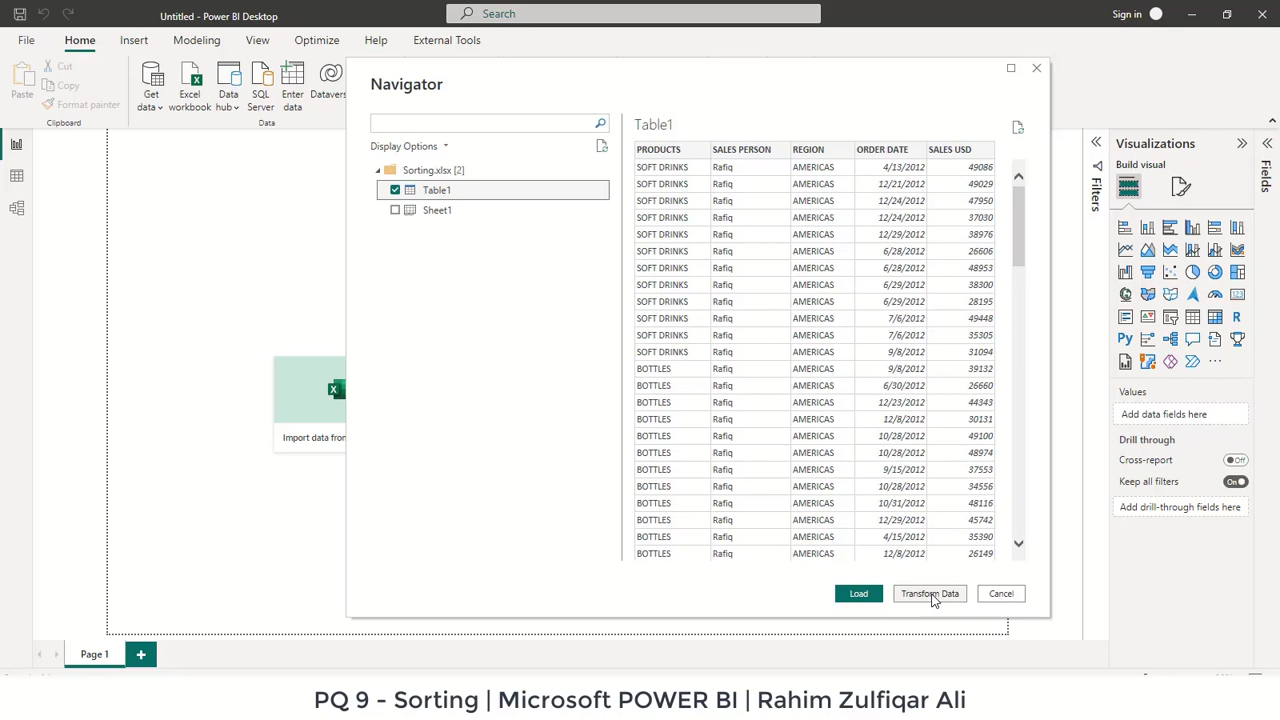 Untitled - Power BI Desktop
Search
Sign in
File Home Insert Modeling View Optimize Help External Tools
Paste
Cut
Copy
Format painter
Clipboard
Get data
Excel workbook
Data hub
SQL Server
Enter data
Datavers
Data
Navigator
Display Options
Sorting.xlsx [2]
Table1
Sheet1
Table1
PRODUCTS SALES PERSON REGION ORDER DATE SALES USD
SOFT DRINKS Rafiq AMERICAS 4/13/2012 49086
SOFT DRINKS Rafiq AMERICAS 12/21/2012 49029
SOFT DRINKS Rafiq AMERICAS 12/24/2012 47950
SOFT DRINKS Rafiq AMERICAS 12/24/2012 37030
SOFT DRINKS Rafiq AMERICAS 12/29/2012 38976
SOFT DRINKS Rafiq AMERICAS 6/28/2012 26606
SOFT DRINKS Rafiq AMERICAS 6/28/2012 48953
SOFT DRINKS Rafiq AMERICAS 6/29/2012 38300
SOFT DRINKS Rafiq AMERICAS 6/29/2012 28195
SOFT DRINKS Rafiq AMERICAS 7/6/2012 49448
SOFT DRINKS Rafiq AMERICAS 7/6/2012 35305
SOFT DRINKS Rafiq AMERICAS 9/8/2012 31094
BOTTLES Rafiq AMERICAS 9/8/2012 39132
BOTTLES Rafiq AMERICAS 6/30/2012 26660
BOTTLES Rafiq AMERICAS 12/23/2012 44343
BOTTLES Rafiq AMERICAS 12/8/2012 30131
BOTTLES Rafiq AMERICAS 10/28/2012 49100
BOTTLES Rafiq AMERICAS 10/28/2012 48974
BOTTLES Rafiq AMERICAS 9/15/2012 37553
BOTTLES Rafiq AMERICAS 10/28/2012 34556
BOTTLES Rafiq AMERICAS 10/31/2012 48116
BOTTLES Rafiq AMERICAS 12/29/2012 45742
BOTTLES Rafiq AMERICAS 4/15/2012 35390
BOTTLES Rafiq AMERICAS 12/8/2012 26149
Load Transform Data Cancel
Import data from
Filters
Visualizations
Build visual
R
Py
Values
Add data fields here
Drill through
Cross-report Off
Keep all filters On
Add drill-through fields here
Fields
Page 1
PQ 9 - Sorting | Microsoft POWER BI | Rahim Zulfiqar Ali